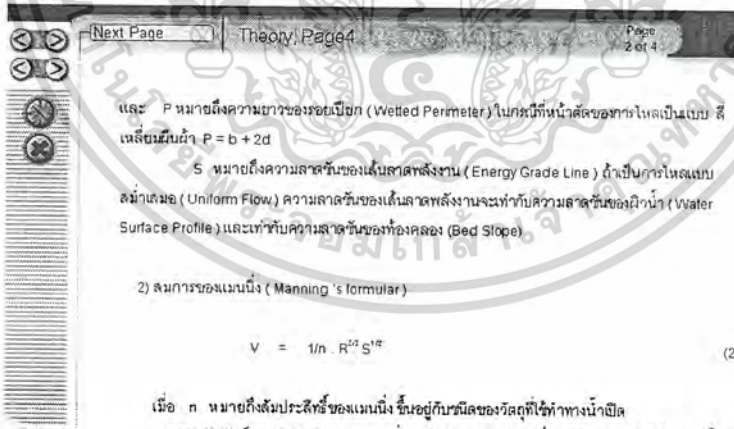 Next Page
Theory, Page4
Page
2 of 4
และ P หมายถึงความยาวของรอยเปียก ( Wetted Perimeter ) ในกรณีที่หน้าตัดของการไหลเป็นแบบ สี่
เหลี่ยมผืนผ้า P = b + 2d
S หมายถึงความลาดชันของเส้นลาดพลังงาน ( Energy Grade Line ) ถ้าเป็นการไหลแบบ
สม่ำเสมอ ( Uniform Flow ) ความลาดชันของเส้นลาดพลังงานจะเท่ากับความลาดชันของผิวน้ำ ( Water
Surface Profile ) และเท่ากับความลาดชันของท้องคลอง (Bed Slope)
2) สมการของแมนนิ่ง ( Manning 's formular )
V = 1/n . R S^1/2
(2
เมื่อ n หมายถึงสัมประสิทธิ์ของแมนนิ่ง ขึ้นอยู่กับชนิดของวัตถุที่ใช้ทำทางน้ำเปิด